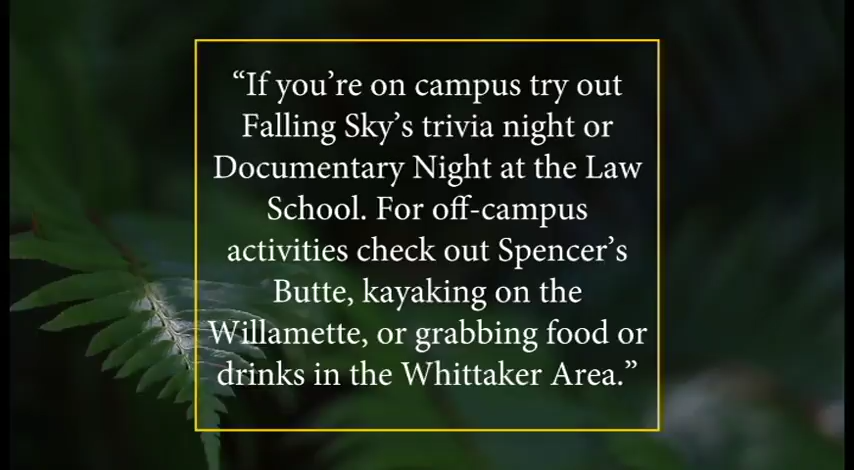 “If you’re on campus try out
Falling Sky’s trivia night or
Documentary Night at the Law
School. For off-campus
activities check out Spencer’s
Butte, kayaking on the
Willamette, or grabbing food or
drinks in the Whittaker Area.”